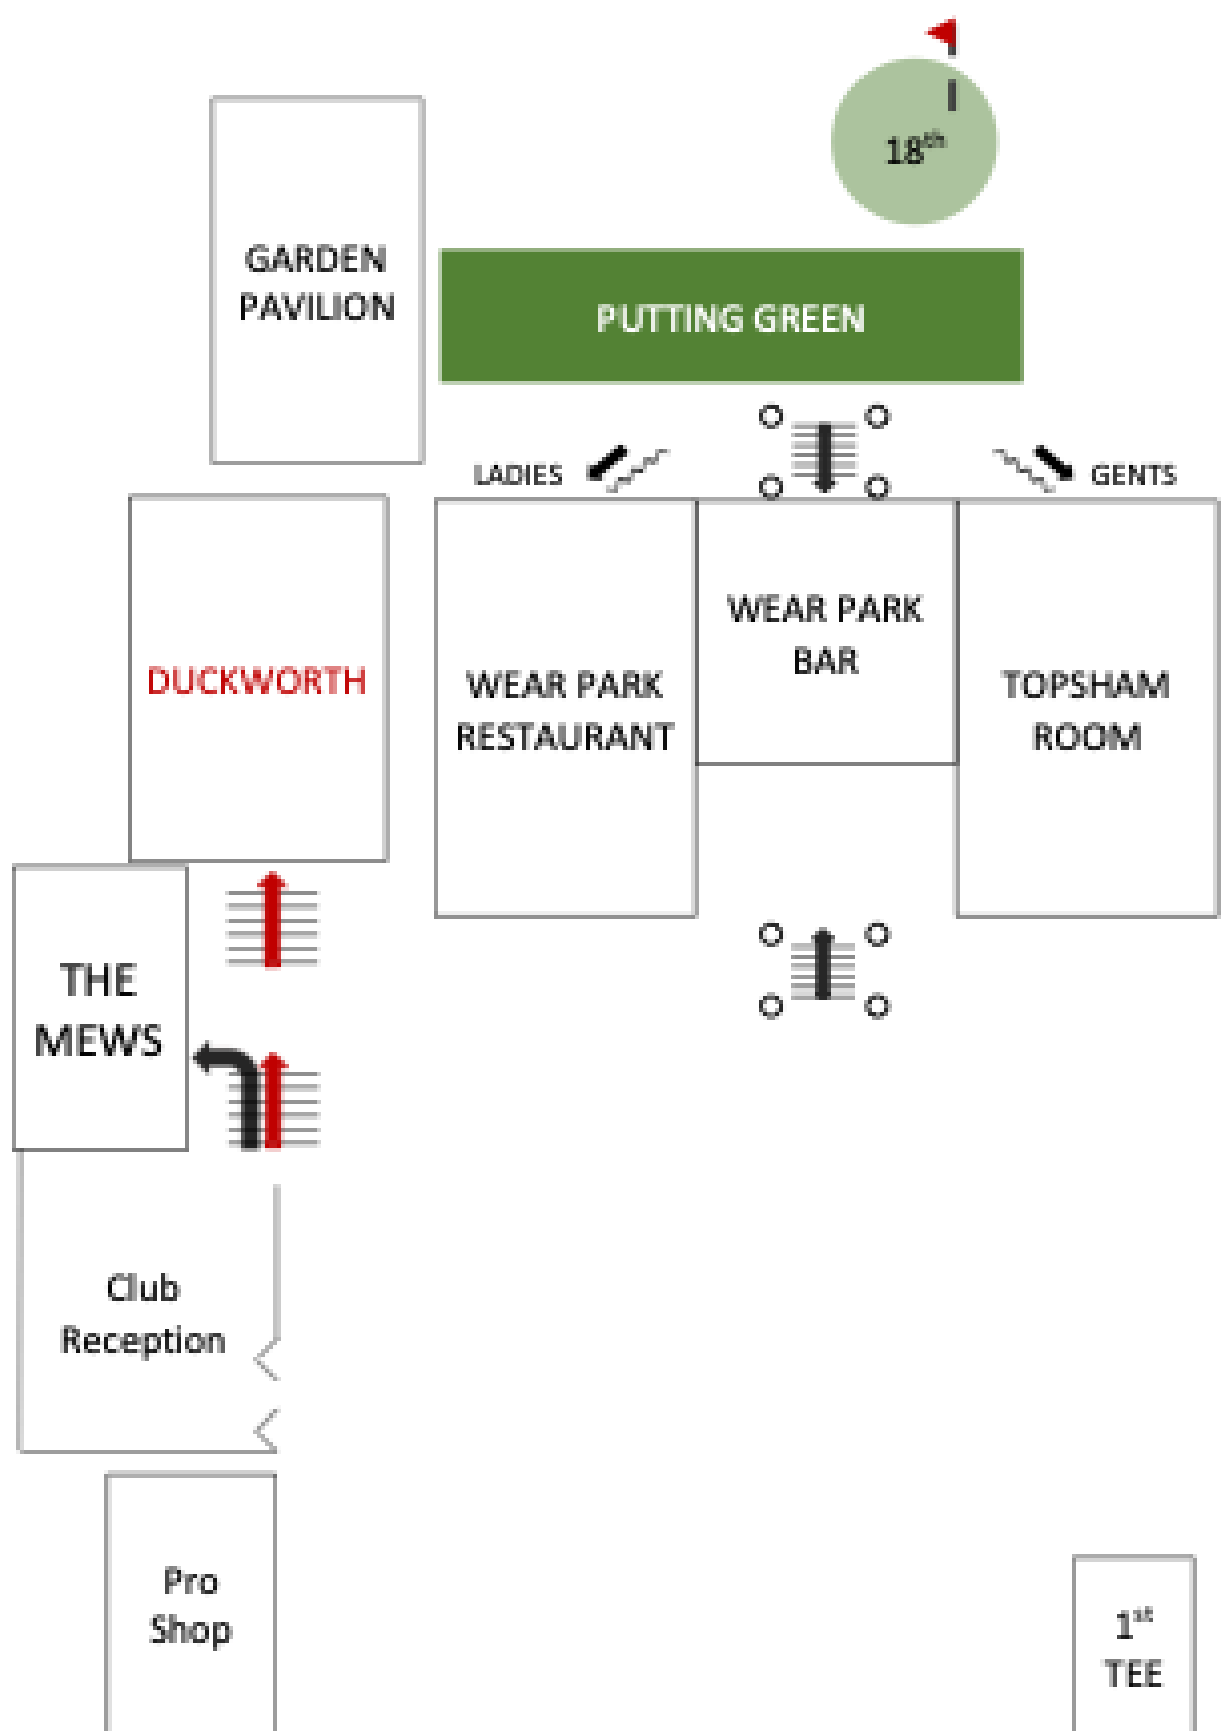 18th
GARDEN
PAVILION
PUTTING GREEN
LADIES
GENTS
WEAR PARK
BAR
DUCKWORTH
WEAR PARK
RESTAURANT
TOPSHAM
ROOM
THE
MEWS
Club
Reception
Pro
Shop
1st
TEE